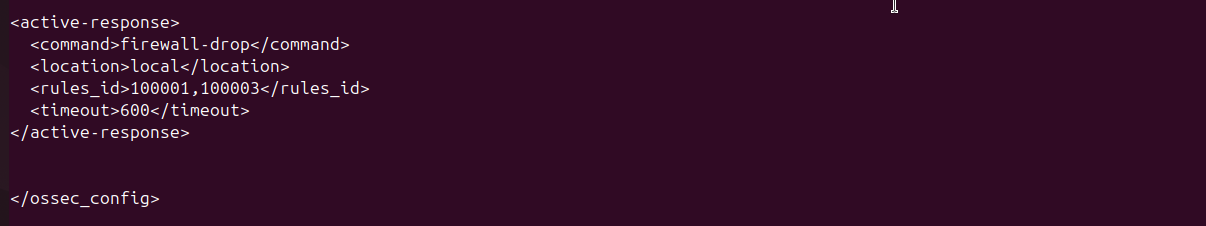 <active-response>
  <command>firewall-drop</command>
  <location>local</location>
  <rules_id>100001,100003</rules_id>
  <timeout>600</timeout>
</active-response>
</ossec_config>